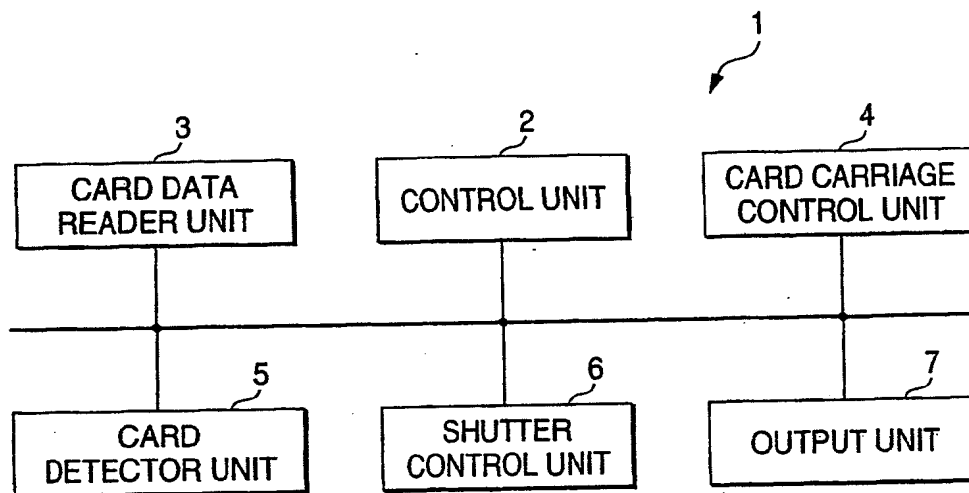 1
3
2
4
CARD DATA
READER UNIT
CONTROL UNIT
CARD CARRIAGE
CONTROL UNIT
5
6
7
CARD
DETECTOR UNIT
SHUTTER
CONTROL UNIT
OUTPUT UNIT